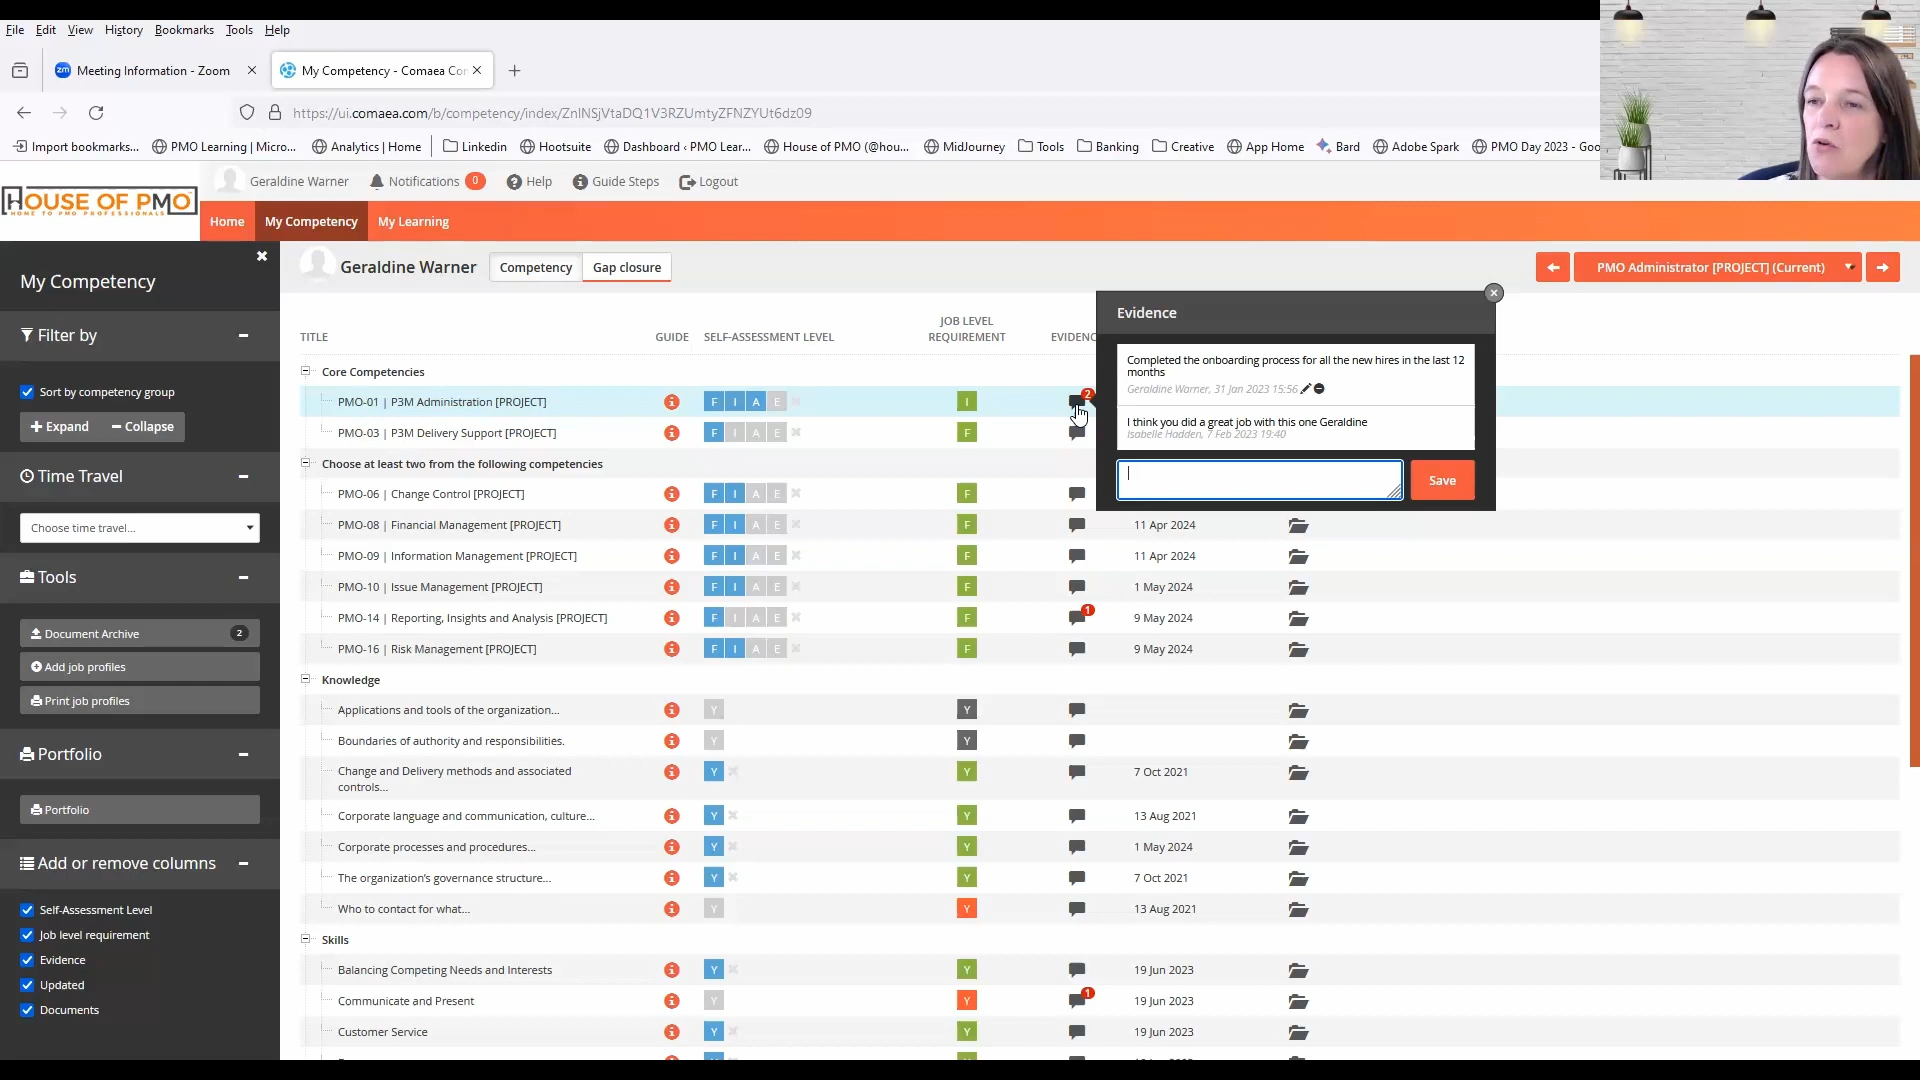 File Edit View History Bookmarks Tools Help
zm Meeting Information - Zoom
My Competency - Comaea Co
https://ui.comaea.com/b/competency/index/ZnlNSjVtaDQ1V3RZUmtyZFNZYUt6dz09
Import bookmarks... PMO Learning | Micro... Analytics | Home Linkedin Hootsuite Dashboard ‹ PMO Lear... House of PMO (@hou... MidJourney Tools Banking Creative App Home Bard Adobe Spark PMO Day 2023 - Goo
HOUSE OF PMO
HOME TO PMO PROFESSIONALS
Geraldine Warner Notifications 0 Help Guide Steps Logout
Home My Competency My Learning
My Competency
Filter by
Sort by competency group
Expand Collapse
Time Travel
Choose time travel...
Tools
Document Archive 2
Add job profiles
Print job profiles
Portfolio
Portfolio
Add or remove columns
Self-Assessment Level
Job level requirement
Evidence
Updated
Documents
Geraldine Warner Competency Gap closure
PMO Administrator [PROJECT] (Current)
TITLE GUIDE SELF-ASSESSMENT LEVEL JOB LEVEL REQUIREMENT EVIDENC
Core Competencies
PMO-01 | P3M Administration [PROJECT] F I A E I 2
PMO-03 | P3M Delivery Support [PROJECT] F I A E F
Choose at least two from the following competencies
PMO-06 | Change Control [PROJECT] F I A E F
PMO-08 | Financial Management [PROJECT] F I A E F 11 Apr 2024
PMO-09 | Information Management [PROJECT] F I A E F 11 Apr 2024
PMO-10 | Issue Management [PROJECT] F I A E F 1 May 2024
PMO-14 | Reporting, Insights and Analysis [PROJECT] F I A E F 1 9 May 2024
PMO-16 | Risk Management [PROJECT] F I A E F 9 May 2024
Knowledge
Applications and tools of the organization... Y Y
Boundaries of authority and responsibilities. Y Y
Change and Delivery methods and associated
controls... Y Y 7 Oct 2021
Corporate language and communication, culture... Y Y 13 Aug 2021
Corporate processes and procedures... Y Y 1 May 2024
The organization's governance structure... Y Y 7 Oct 2021
Who to contact for what... Y Y 13 Aug 2021
Skills
Balancing Competing Needs and Interests Y Y 19 Jun 2023
Communicate and Present Y Y 1 19 Jun 2023
Customer Service Y Y 19 Jun 2023
Evidence
Completed the onboarding process for all the new hires in the last 12
months
Geraldine Warner, 31 Jan 2023 15:56
I think you did a great job with this one Geraldine
Isabelle Hadden, 7 Feb 2023 19:40
Save